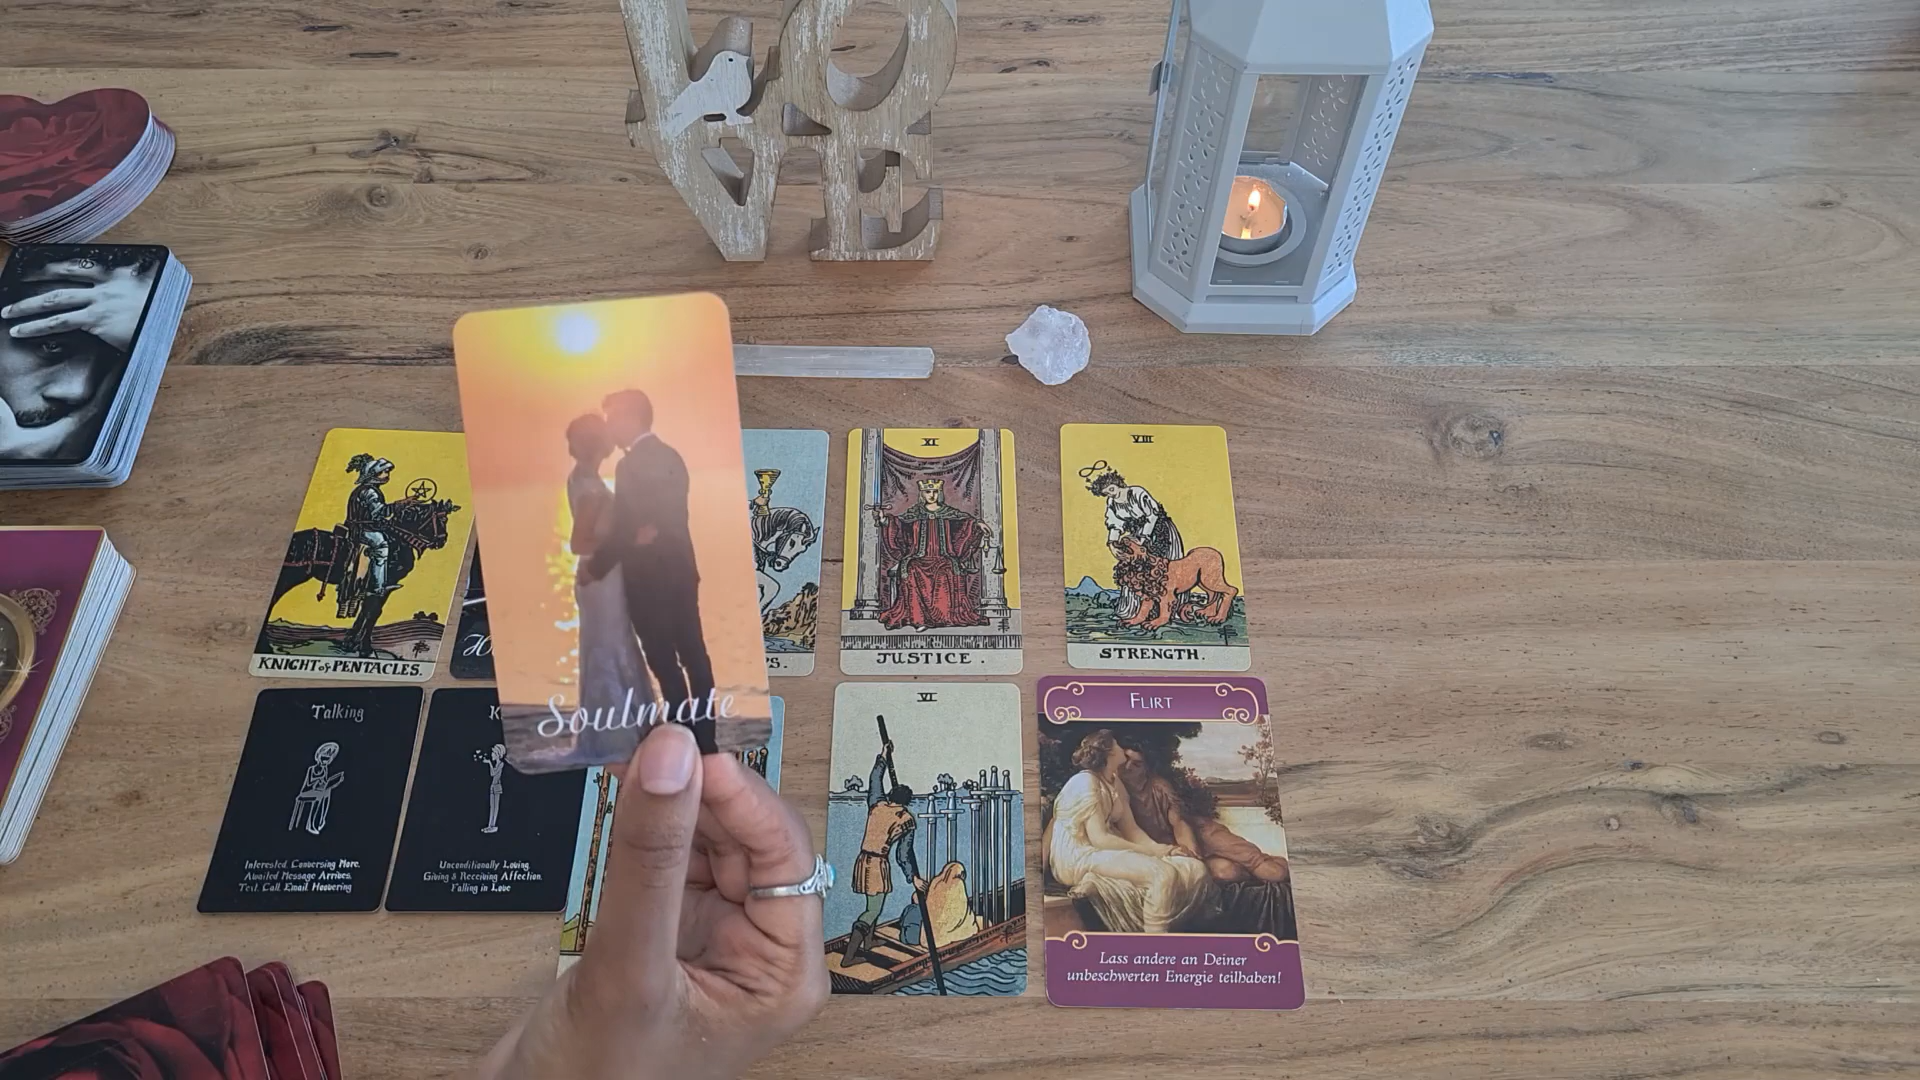 LOVE
KNIGHT of PENTACLES.
Soulmate
XI
JUSTICE.
VIII
STRENGTH.
Talking
Interested, Conversing More,
Awaited Message Arrives,
Text, Call, Email, Hoovering
Unconditionally Loving,
Giving & Receiving Affection,
Falling in Love
VI
FLIRT
Lass andere an Deiner
unbeschwerten Energie teilhaben!